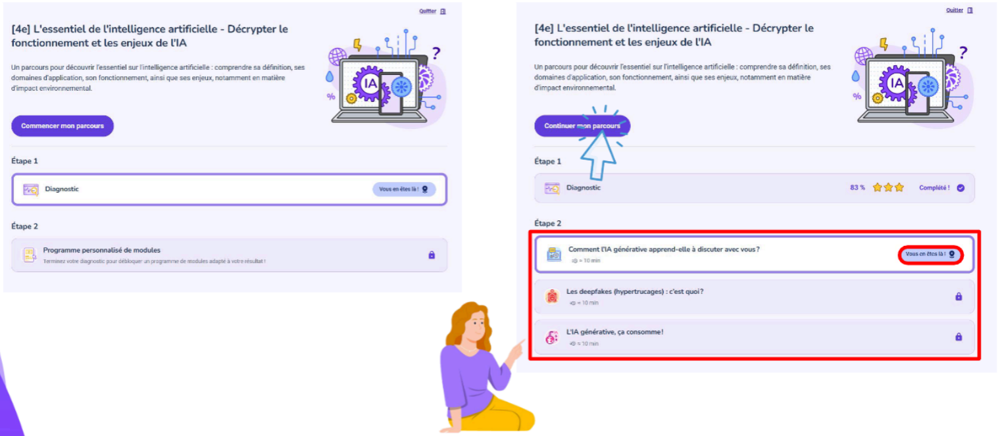 Quitter
[4e] L'essentiel de l'intelligence artificielle - Décrypter le
fonctionnement et les enjeux de l'IA
Un parcours pour découvrir l'essentiel sur l'intelligence artificielle : comprendre sa définition, ses
domaines d'application, son fonctionnement, ainsi que ses enjeux, notamment en matière
d'impact environnemental.
?
IA
%
Commencer mon parcours
Étape 1
Diagnostic
Vous en êtes là !
Étape 2
Programme personnalisé de modules
Terminez votre diagnostic pour débloquer un programme de modules adapté à votre résultat !
Quitter
[4e] L'essentiel de l'intelligence artificielle - Décrypter le
fonctionnement et les enjeux de l'IA
Un parcours pour découvrir l'essentiel sur l'intelligence artificielle : comprendre sa définition, ses
domaines d'application, son fonctionnement, ainsi que ses enjeux, notamment en matière
d'impact environnemental.
?
IA
%
Continuer mon parcours
Étape 1
Diagnostic
83 %
Complété !
Étape 2
Comment l'IA générative apprend-elle à discuter avec vous ?
≈ 10 min
Vous en êtes là !
Les deepfakes (hypertrucages) : c'est quoi ?
≈ 10 min
L'IA générative, ça consomme !
≈ 10 min